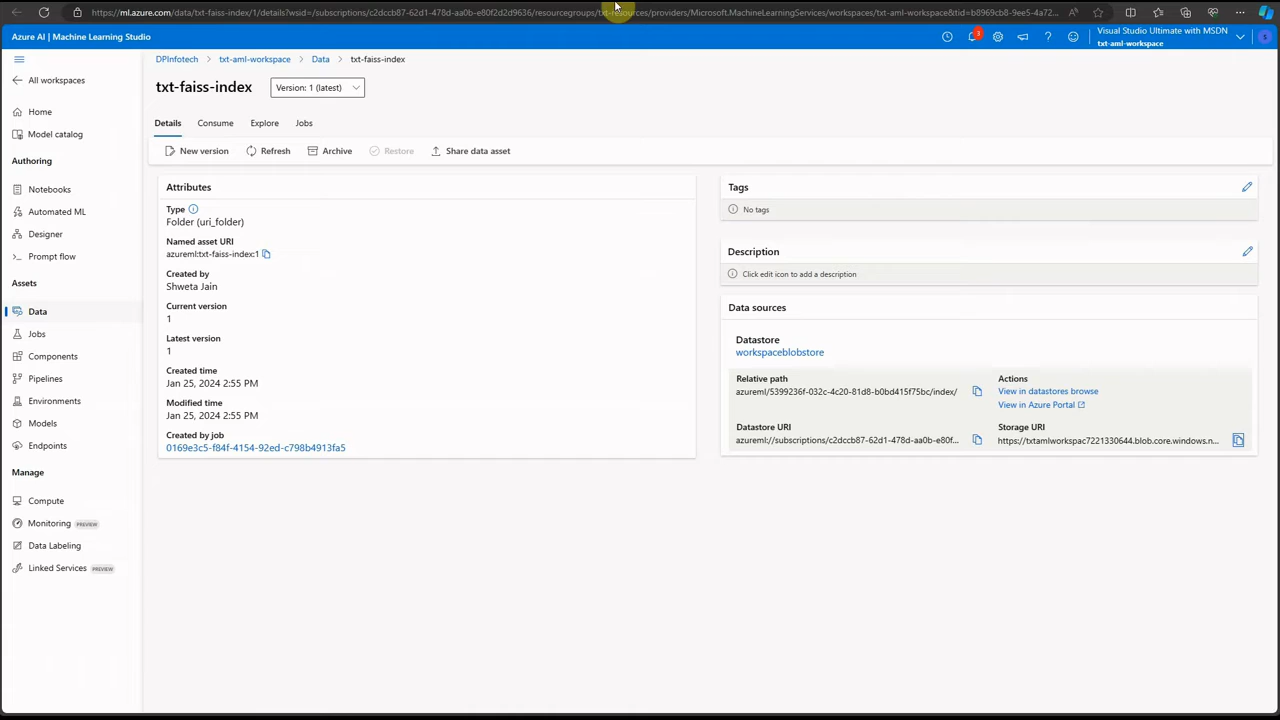 https://ml.azure.com/data/txt-faiss-index/1/details?wsid=/subscriptions/c2dccb87-62d1-478d-aa0b-e80f2d2d9636/resourcegroups/txt-resources/providers/Microsoft.MachineLearningServices/workspaces/txt-aml-workspace&tid=b8969cb8-9ee5-4a72...
Azure AI | Machine Learning Studio
3
Visual Studio Ultimate with MSDN
txt-aml-workspace
S
DPInfotech > txt-aml-workspace > Data > txt-faiss-index
All workspaces
txt-faiss-index
Version: 1 (latest)
Home
Model catalog
Details Consume Explore Jobs
New version Refresh Archive Restore Share data asset
Authoring
Notebooks
Automated ML
Designer
Prompt flow
Assets
Data
Jobs
Components
Pipelines
Environments
Models
Endpoints
Manage
Compute
Monitoring PREVIEW
Data Labeling
Linked Services PREVIEW
Attributes
Type
Folder (uri_folder)
Named asset URI
azureml:txt-faiss-index:1
Created by
Shweta Jain
Current version
1
Latest version
1
Created time
Jan 25, 2024 2:55 PM
Modified time
Jan 25, 2024 2:55 PM
Created by job
0169e3c5-f84f-4154-92ed-c798b4913fa5
Tags
No tags
Description
Click edit icon to add a description
Data sources
Datastore
workspaceblobstore
Relative path
azureml/5399236f-032c-4c20-81d8-b0bd415f75bc/index/
Actions
View in datastores browse
View in Azure Portal
Datastore URI
azureml://subscriptions/c2dccb87-62d1-478d-aa0b-e80f...
Storage URI
https://txtamlworkspac7221330644.blob.core.windows.n...